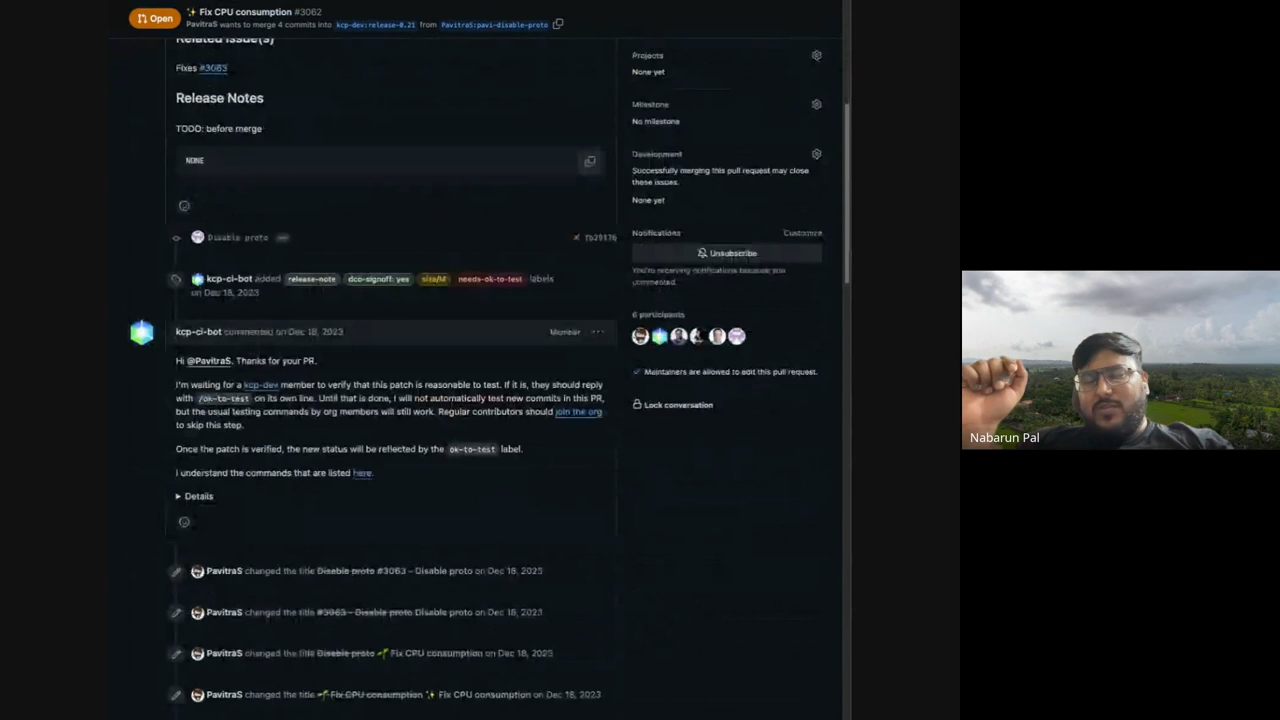 Open
✨ Fix CPU consumption #3062
PavitraS wants to merge 4 commits into kcp-dev:release-0.21 from PavitraS:pavi-disable-proto
Related Issue(s)
Fixes #3063
Release Notes
TODO: before merge
NONE
Disable proto
fb29176
kcp-ci-bot added release-note dco-signoff: yes size/M needs-ok-to-test labels
on Dec 18, 2023
kcp-ci-bot commented on Dec 18, 2023
Member
Hi @PavitraS. Thanks for your PR.
I'm waiting for a kcp-dev member to verify that this patch is reasonable to test. If it is, they should reply
with /ok-to-test on its own line. Until that is done, I will not automatically test new commits in this PR,
but the usual testing commands by org members will still work. Regular contributors should join the org
to skip this step.
Once the patch is verified, the new status will be reflected by the ok-to-test label.
I understand the commands that are listed here.
Details
PavitraS changed the title Disable proto #3063 - Disable proto on Dec 18, 2023
PavitraS changed the title #3063 - Disable proto Disable proto on Dec 18, 2023
PavitraS changed the title Disable proto 🌱 Fix CPU consumption on Dec 18, 2023
PavitraS changed the title 🌱 Fix CPU consumption ✨ Fix CPU consumption on Dec 18, 2023
Projects
None yet
Milestone
No milestone
Development
Successfully merging this pull request may close
these issues.
None yet
Notifications
Customize
Unsubscribe
You're receiving notifications because you
commented.
6 participants
Maintainers are allowed to edit this pull request.
Lock conversation
Nabarun Pal